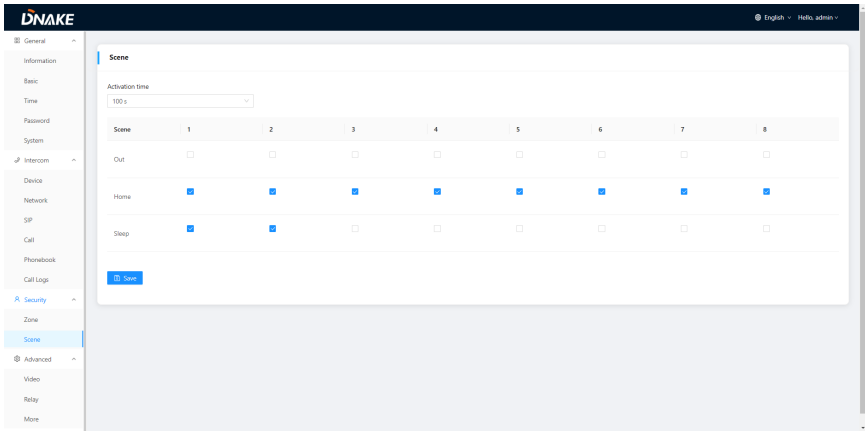 DNAKE
English
Hello, admin
General
Information
Basic
Time
Password
System
Intercom
Device
Network
SIP
Call
Phonebook
Call Logs
Security
Zone
Scene
Advanced
Video
Relay
More
Scene
Activation time
100 s
Scene 1 2 3 4 5 6 7 8
Out
Home
Sleep
Save